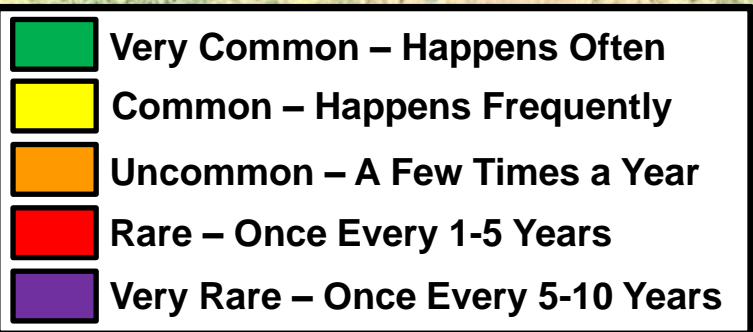 Very Common – Happens Often
Common – Happens Frequently
Uncommon – A Few Times a Year
Rare – Once Every 1-5 Years
Very Rare – Once Every 5-10 Years